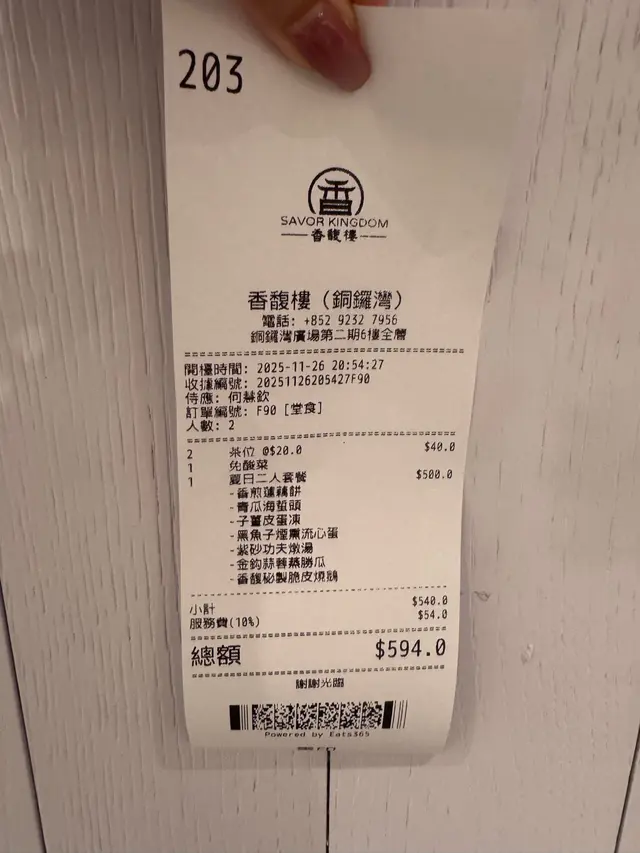 203
SAVOR KINGDOM
香馥樓
香馥樓 (銅鑼灣)
電話: +852 9232 7956
銅鑼灣廣場第二期6樓全層
開檯時間: 2025-11-26 20:54:27
收據編號: 20251126205427F90
侍應: 何慧欽
訂單編號: F90 [堂食]
人數: 2
2 茶位 @$20.0 $40.0
1 免酸菜
1 夏日二人套餐 $500.0
-香煎蓮藕餅
-青瓜海蜇頭
-子薑皮蛋凍
-黑魚子煙熏流心蛋
-紫砂功夫燉湯
-金鈎蒜蓉蒸勝瓜
-香馥秘製脆皮燒鵝
小計 $540.0
服務費(10%) $54.0
總額 $594.0
謝謝光臨
Powered by Eats365